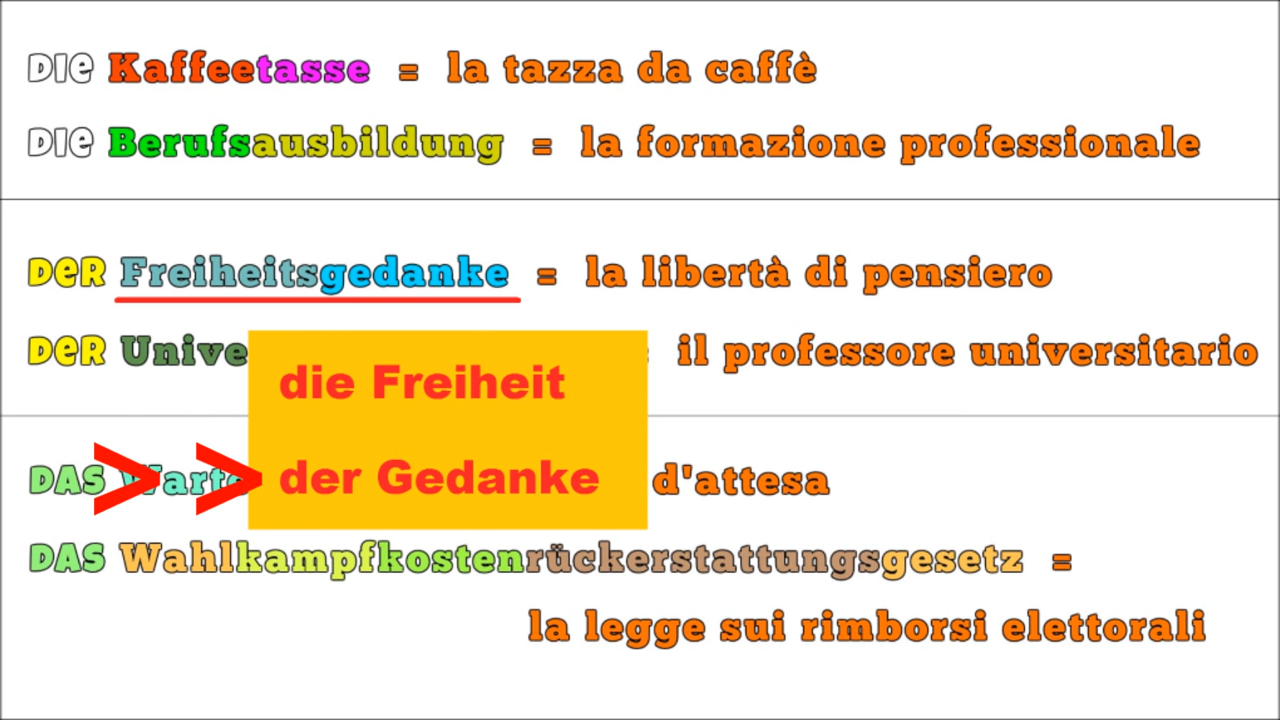 DIE Kaffeetasse = la tazza da caffè
DIE Berufsausbildung = la formazione professionale
DER Freiheitsgedanke = la libertà di pensiero
DER il professore universitario
die Freiheit
DAS d'attesa
>> der Gedanke
DAS Wahlkampfkostenrückerstattungsgesetz =
la legge sui rimborsi elettorali